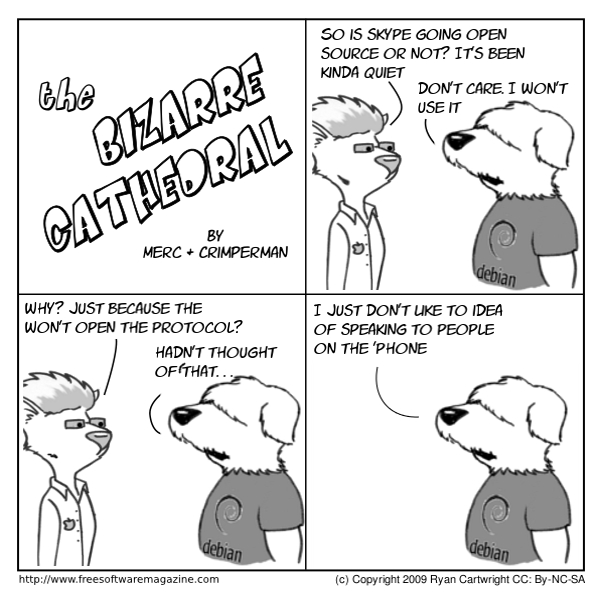 the
BIZARRE
CATHEDRAL
BY
MERC + CRIMPERMAN
SO IS SKYPE GOING OPEN
SOURCE OR NOT? IT'S BEEN
KINDA QUIET
DON'T CARE. I WON'T
USE IT
debian
WHY? JUST BECAUSE THE
WON'T OPEN THE PROTOCOL?
HADN'T THOUGHT
OF THAT...
debian
I JUST DON'T LIKE TO IDEA
OF SPEAKING TO PEOPLE
ON THE 'PHONE
debian
http://www.freesoftwaremagazine.com
(c) Copyright 2009 Ryan Cartwright CC: By-NC-SA